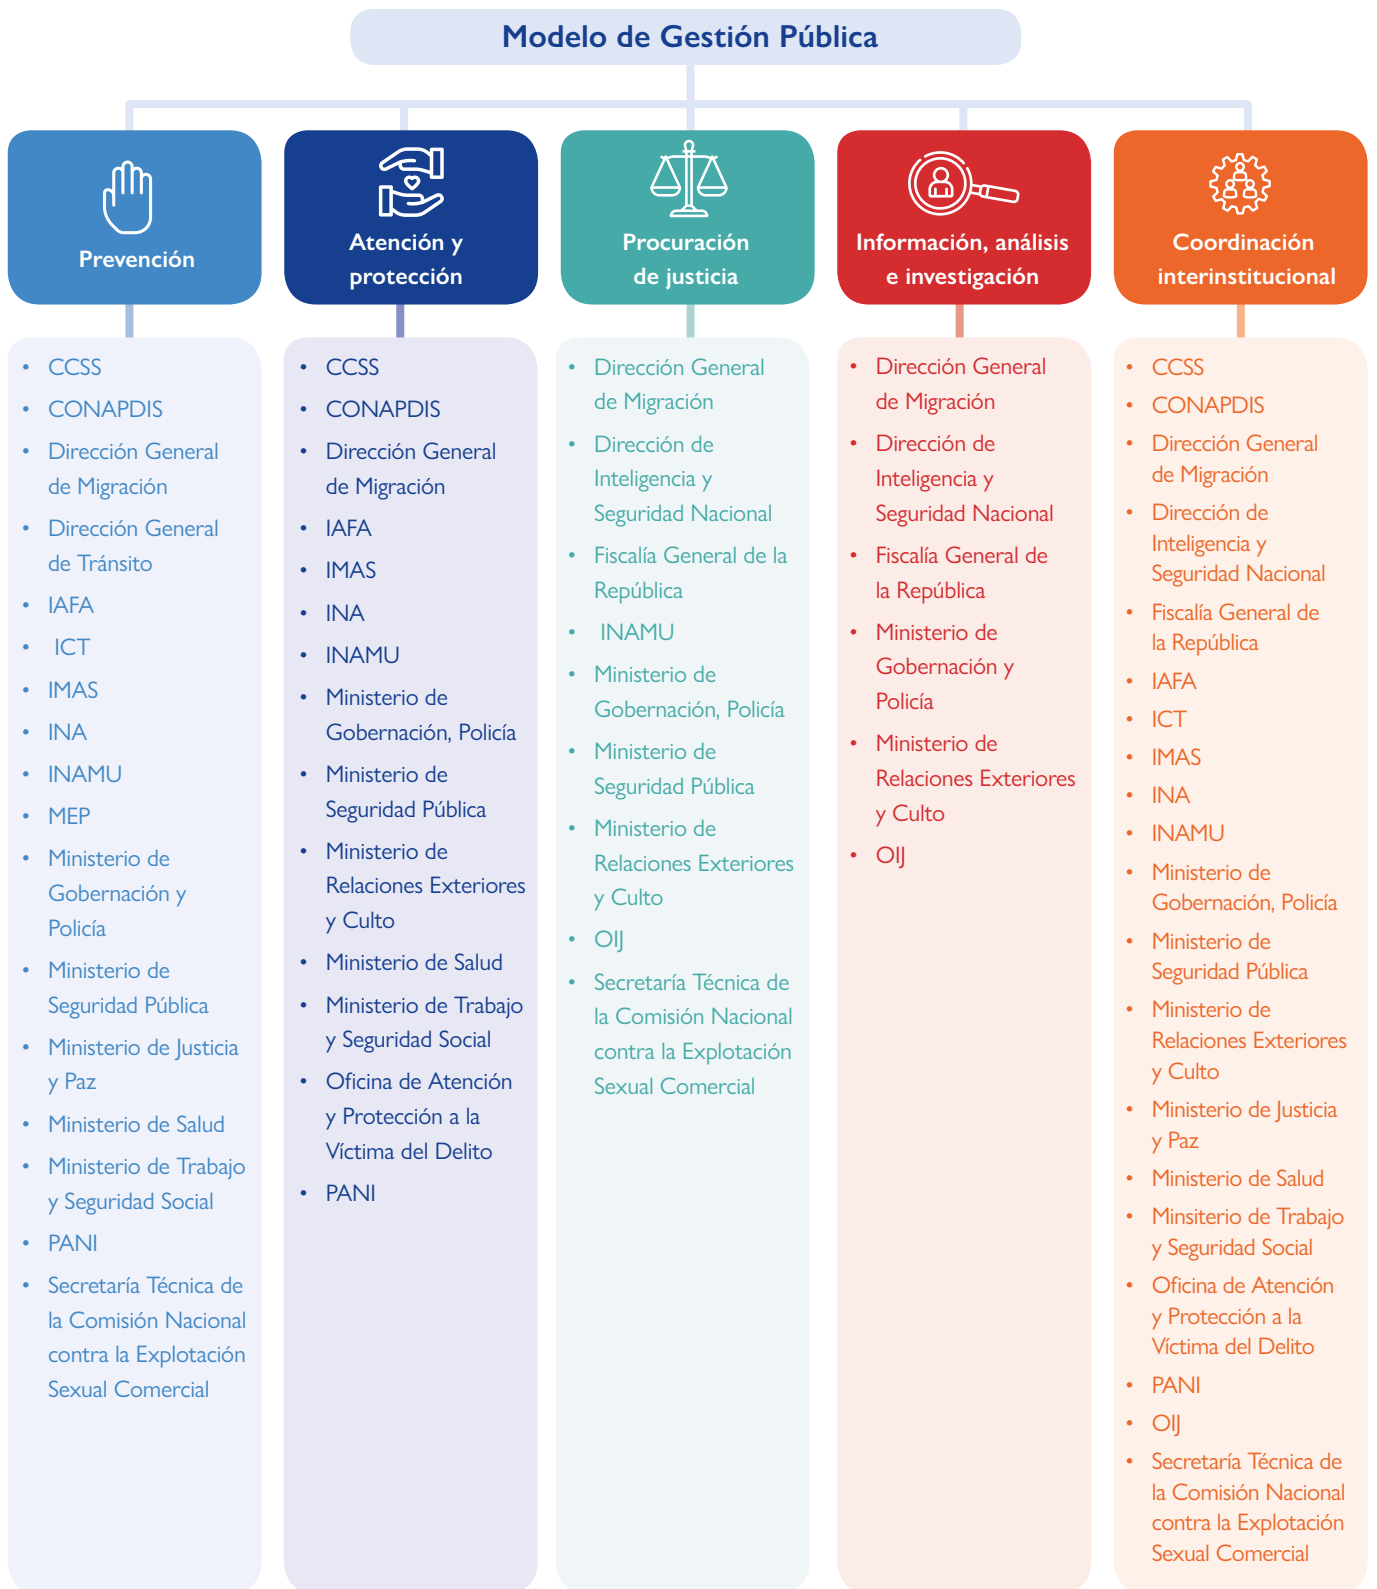 Modelo de Gestión Pública
Prevención
• CCSS
• CONAPDIS
• Dirección General
de Migración
• Dirección General
de Tránsito
• IAFA
• ICT
• IMAS
• INA
• INAMU
• MEP
• Ministerio de
Gobernación y
Policía
• Ministerio de
Seguridad Pública
• Ministerio de Justicia
y Paz
• Ministerio de Salud
• Ministerio de Trabajo
y Seguridad Social
• PANI
• Secretaría Técnica de
la Comisión Nacional
contra la Explotación
Sexual Comercial
Atención y
protección
• CCSS
• CONAPDIS
• Dirección General
de Migración
• IAFA
• IMAS
• INA
• INAMU
• Ministerio de
Gobernación, Policía
• Ministerio de
Seguridad Pública
• Ministerio de
Relaciones Exteriores
y Culto
• Ministerio de Salud
• Ministerio de Trabajo
y Seguridad Social
• Oficina de Atención
y Protección a la
Víctima del Delito
• PANI
Procuración
de justicia
• Dirección General
de Migración
• Dirección de
Inteligencia y
Seguridad Nacional
• Fiscalía General de la
República
• INAMU
• Ministerio de
Gobernación, Policía
• Ministerio de
Seguridad Pública
• Ministerio de
Relaciones Exteriores
y Culto
• OIJ
• Secretaría Técnica de
la Comisión Nacional
contra la Explotación
Sexual Comercial
Información, análisis
e investigación
• Dirección General
de Migración
• Dirección de
Inteligencia y
Seguridad Nacional
• Fiscalía General de
la República
• Ministerio de
Gobernación y
Policía
• Ministerio de
Relaciones Exteriores
y Culto
• OIJ
Coordinación
interinstitucional
• CCSS
• CONAPDIS
• Dirección General
de Migración
• Dirección de
Inteligencia y
Seguridad Nacional
• Fiscalía General de
la República
• IAFA
• ICT
• IMAS
• INA
• INAMU
• Ministerio de
Gobernación, Policía
• Ministerio de
Seguridad Pública
• Ministerio de
Relaciones Exteriores
y Culto
• Ministerio de Justicia
y Paz
• Ministerio de Salud
• Minsiterio de Trabajo
y Seguridad Social
• Oficina de Atención
y Protección a la
Víctima del Delito
• PANI
• OIJ
• Secretaría Técnica de
la Comisión Nacional
contra la Explotación
Sexual Comercial